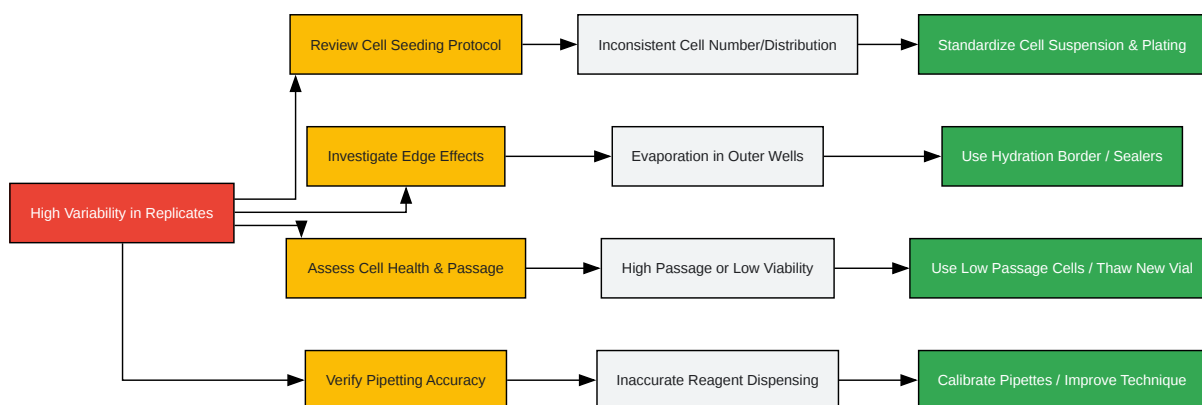 Review Cell Seeding Protocol
Inconsistent Cell Number/Distribution
Standardize Cell Suspension & Plating
Investigate Edge Effects
Evaporation in Outer Wells
Use Hydration Border / Sealers
High Variability in Replicates
Assess Cell Health & Passage
High Passage or Low Viability
Use Low Passage Cells / Thaw New Vial
Verify Pipetting Accuracy
Inaccurate Reagent Dispensing
Calibrate Pipettes / Improve Technique